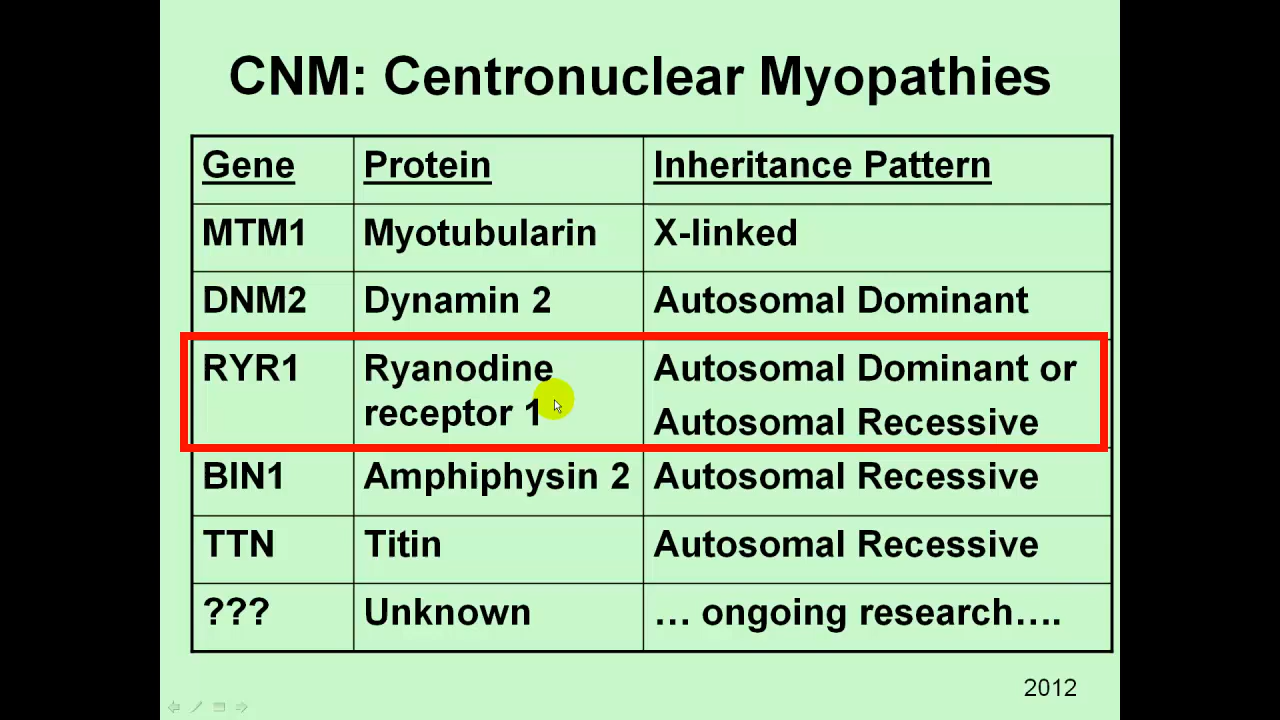 CNM: Centronuclear Myopathies
Gene Protein Inheritance Pattern
MTM1 Myotubularin X-linked
DNM2 Dynamin 2 Autosomal Dominant
RYR1 Ryanodine receptor 1 Autosomal Dominant or Autosomal Recessive
BIN1 Amphiphysin 2 Autosomal Recessive
TTN Titin Autosomal Recessive
??? Unknown … ongoing research….
2012